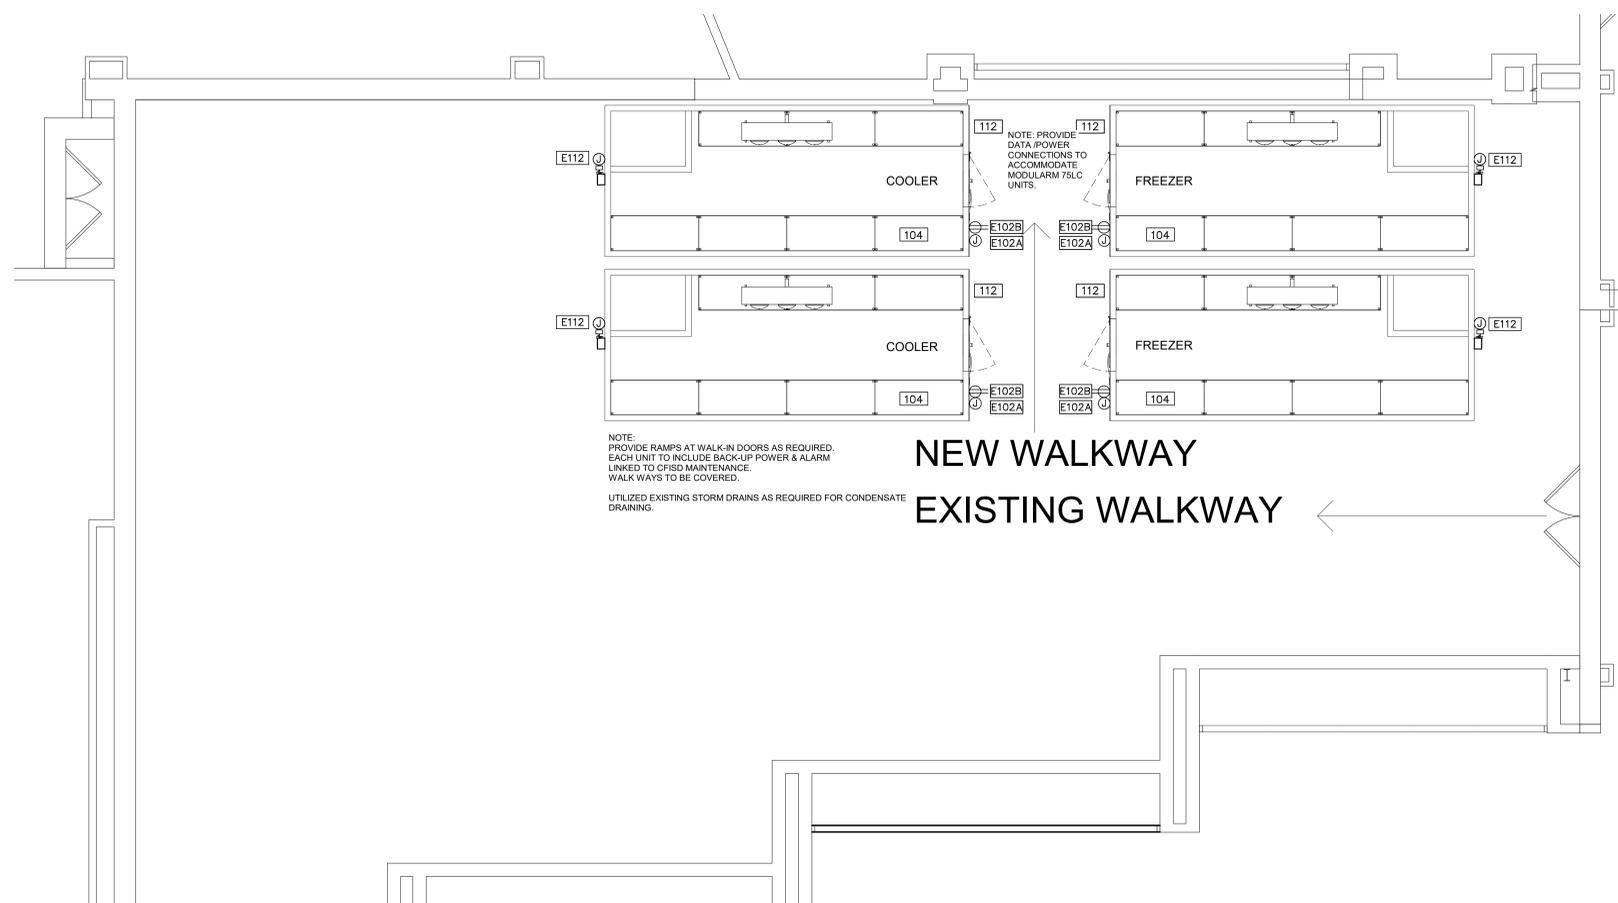 112
112
NOTE: PROVIDE
DATA /POWER
CONNECTIONS TO
ACCOMMODATE
MODULARM 75LC
UNITS.
E112
J
J
E112
COOLER
FREEZER
E102B
E102B
104
J
E102A
E102A
J
104
112
112
E112
J
J
E112
COOLER
FREEZER
E102B
E102B
104
J
E102A
E102A
J
104
NOTE:
PROVIDE RAMPS AT WALK-IN DOORS AS REQUIRED.
EACH UNIT TO INCLUDE BACK-UP POWER & ALARM
LINKED TO CFISD MAINTENANCE.
WALK WAYS TO BE COVERED.
UTILIZED EXISTING STORM DRAINS AS REQUIRED FOR CONDENSATE
DRAINING.
NEW WALKWAY
EXISTING WALKWAY